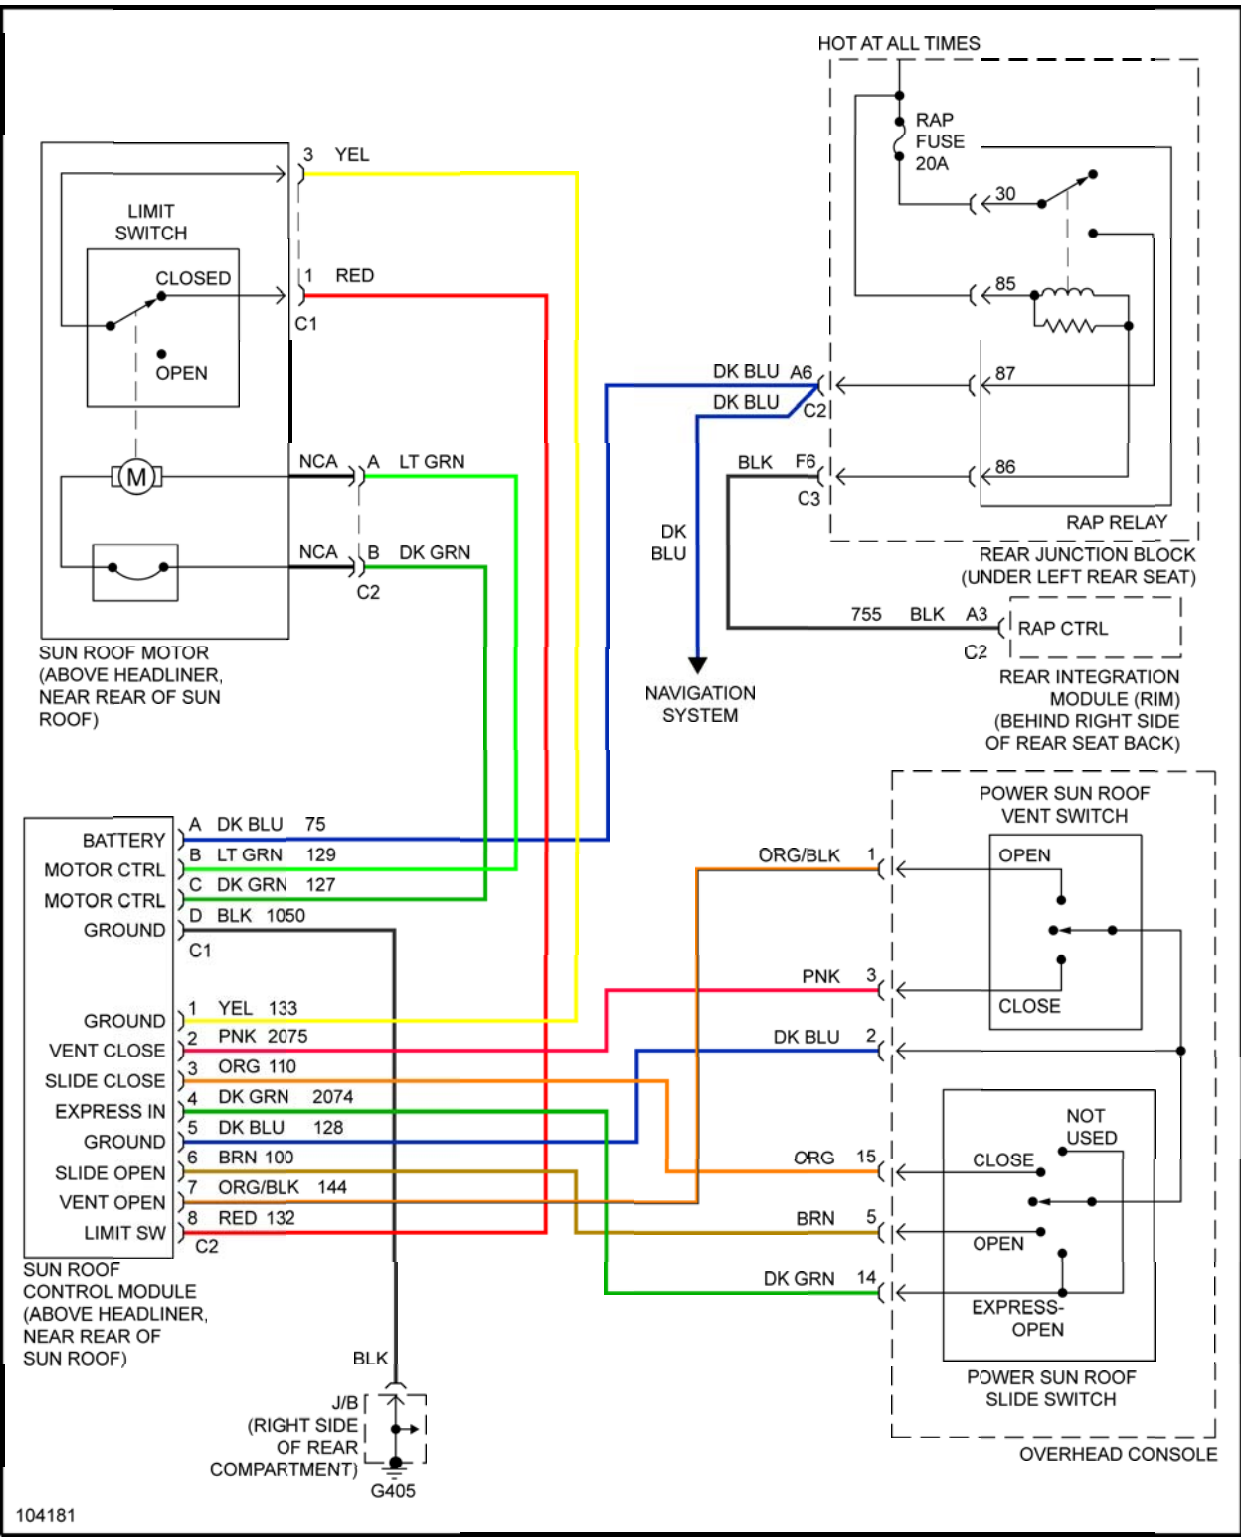 HOT AT ALL TIMES
RAP
FUSE
20A
30
85
87
86
RAP RELAY
REAR JUNCTION BLOCK
(UNDER LEFT REAR SEAT)
3 YEL
LIMIT
SWITCH
CLOSED
1 RED
C1
OPEN
M
NCA A LT GRN
NCA B DK GRN
C2
SUN ROOF MOTOR
(ABOVE HEADLINER,
NEAR REAR OF SUN
ROOF)
DK BLU A6
DK BLU C2
BLK F6
C3
DK
BLU
NAVIGATION
SYSTEM
755 BLK A3
C2
RAP CTRL
REAR INTEGRATION
MODULE (RIM)
(BEHIND RIGHT SIDE
OF REAR SEAT BACK)
BATTERY A DK BLU 75
MOTOR CTRL B LT GRN 129
MOTOR CTRL C DK GRN 127
GROUND D BLK 1050
C1
GROUND 1 YEL 133
VENT CLOSE 2 PNK 2075
SLIDE CLOSE 3 ORG 110
EXPRESS IN 4 DK GRN 2074
GROUND 5 DK BLU 128
SLIDE OPEN 6 BRN 100
VENT OPEN 7 ORG/BLK 144
LIMIT SW 8 RED 132
C2
SUN ROOF
CONTROL MODULE
(ABOVE HEADLINER,
NEAR REAR OF
SUN ROOF)
BLK
J/B
(RIGHT SIDE
OF REAR
COMPARTMENT)
G405
POWER SUN ROOF
VENT SWITCH
ORG/BLK 1
OPEN
PNK 3
CLOSE
DK BLU 2
NOT
USED
ORG 15
CLOSE
BRN 5
OPEN
DK GRN 14
EXPRESS-
OPEN
POWER SUN ROOF
SLIDE SWITCH
OVERHEAD CONSOLE
104181